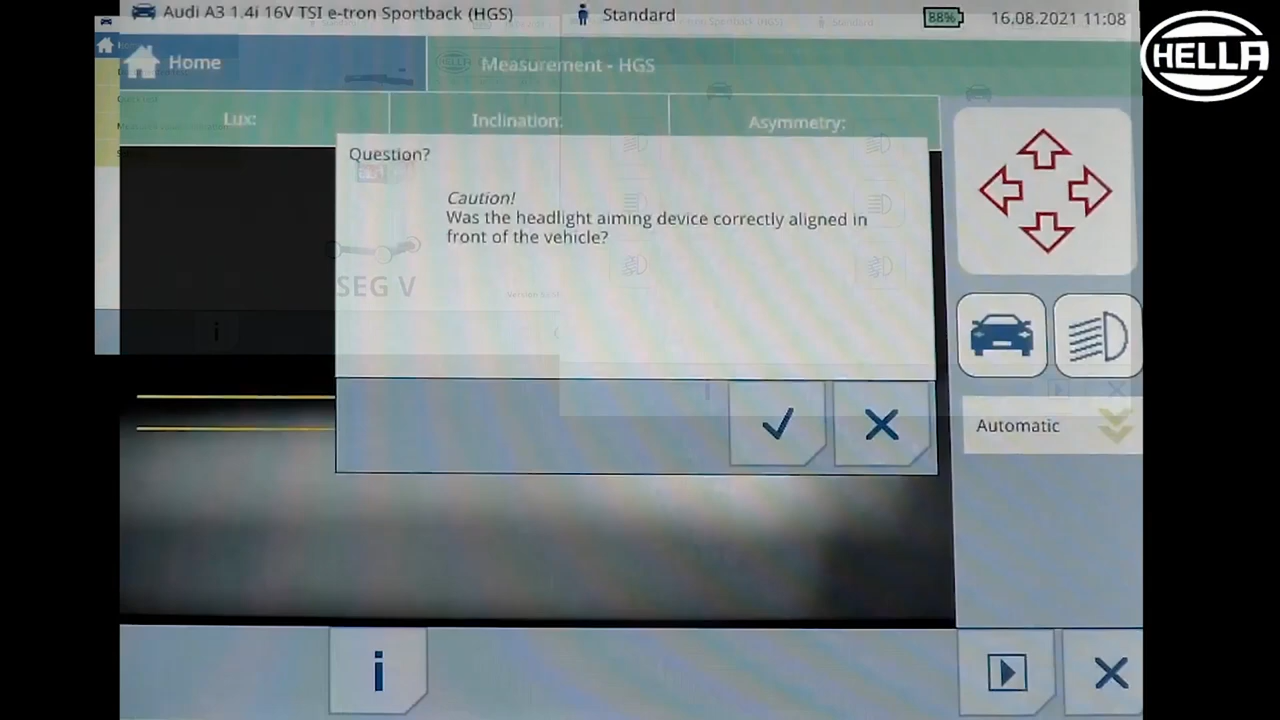 Audi A3 1.4i 16V TSI e-tron Sportback (HGS)
Standard
88%
16.08.2021 11:08
HELLA
Home
Measurement - HGS
Lux:
Inclination:
Asymmetry:
Question?
Caution!
Was the headlight aiming device correctly aligned in
front of the vehicle?
SEG V
Automatic